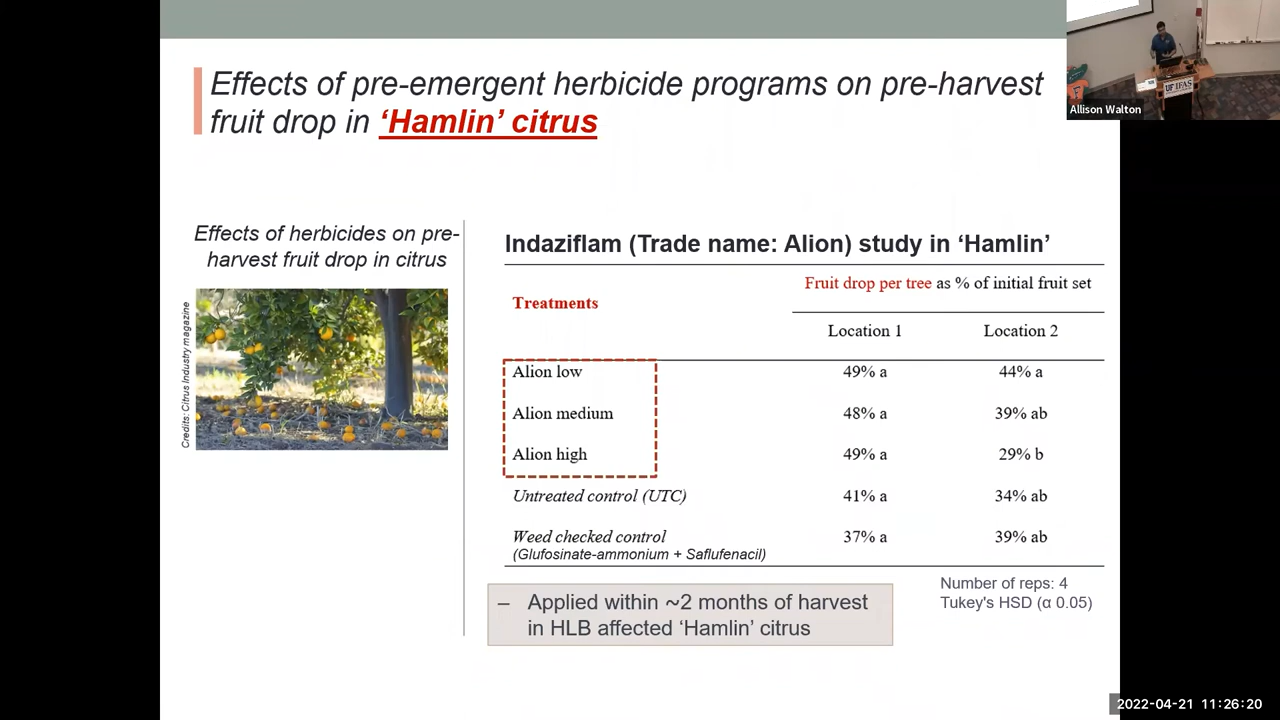 Effects of pre-emergent herbicide programs on pre-harvest
fruit drop in ‘Hamlin’ citrus
Allison Walton
UF IFAS
Effects of herbicides on pre-
harvest fruit drop in citrus
Credits: Citrus Industry magazine
Indaziflam (Trade name: Alion) study in ‘Hamlin’
Treatments
Fruit drop per tree as % of initial fruit set
Location 1 Location 2
Alion low 49% a 44% a
Alion medium 48% a 39% ab
Alion high 49% a 29% b
Untreated control (UTC) 41% a 34% ab
Weed checked control 37% a 39% ab
(Glufosinate-ammonium + Saflufenacil)
Number of reps: 4
Tukey's HSD (α 0.05)
– Applied within ~2 months of harvest
in HLB affected ‘Hamlin’ citrus
2022-04-21 11:26:20